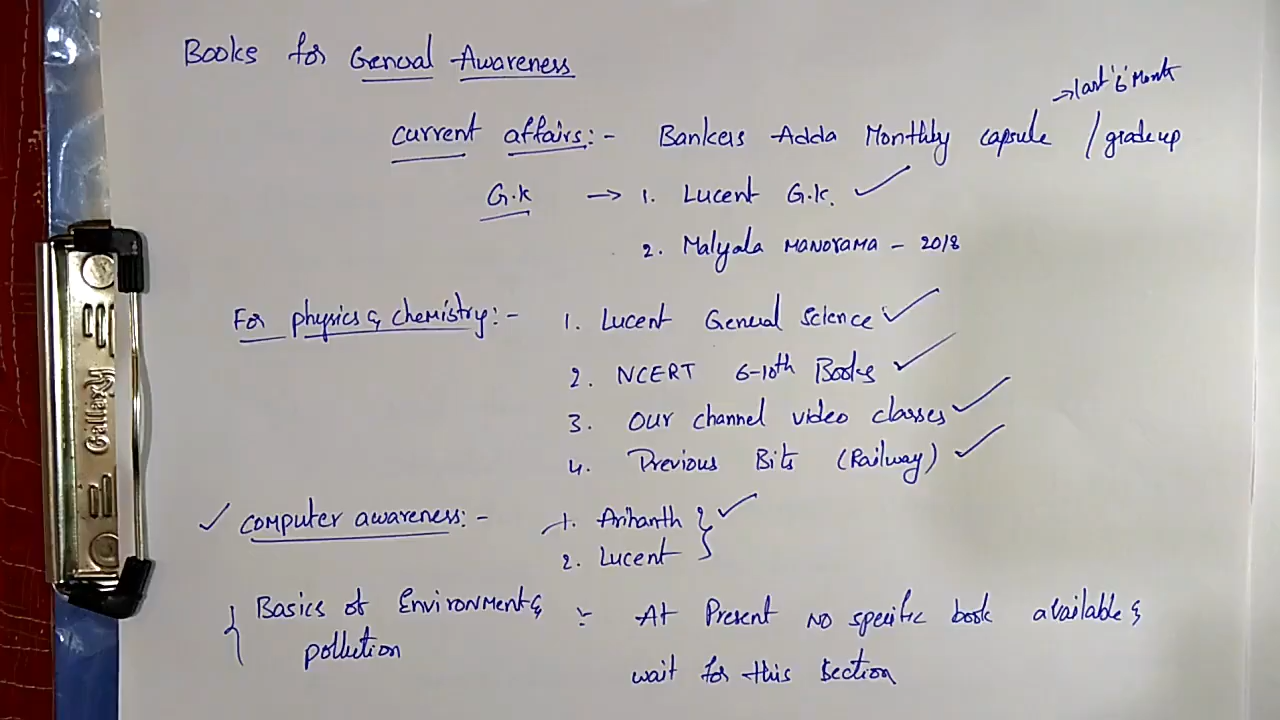 Books for General Awareness
→ last '6' Month
current affairs:- Bankers Adda Monthly capsule / gradeup
G.K → 1. Lucent G.K. ✓
2. Malyala MANORAMA - 2018
For physics & chemistry:- 1. Lucent General Science ✓
2. NCERT 6-10th Books ✓
3. Our channel video classes ✓
4. Previous Bits (Railway) ✓
✓ computer awareness:- 1. Arihanth } ✓
2. Lucent
{ Basics of Environment & :- At Present no specific book available &
pollution wait for this section
Gallaxy